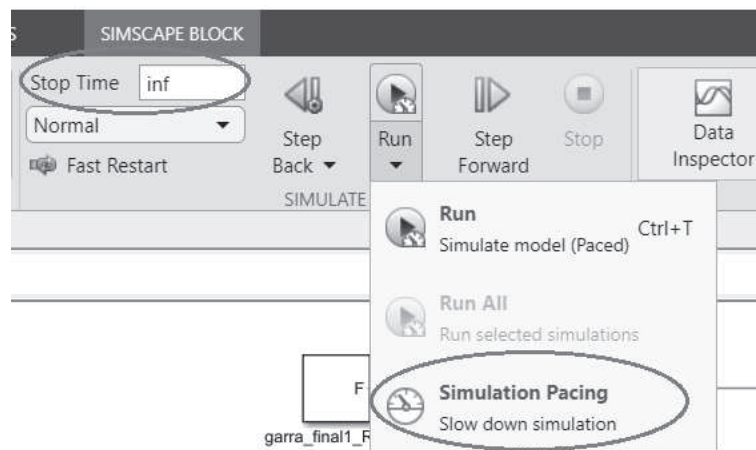 S
SIMSCAPE BLOCK
Stop Time inf
Normal
Fast Restart
Step
Back
Run
Step
Forward
Stop
Data
Inspector
SIMULATE
Run
Ctrl+T
Simulate model (Paced)
Run All
Run selected simulations
Simulation Pacing
Slow down simulation
F
garra_final1_R